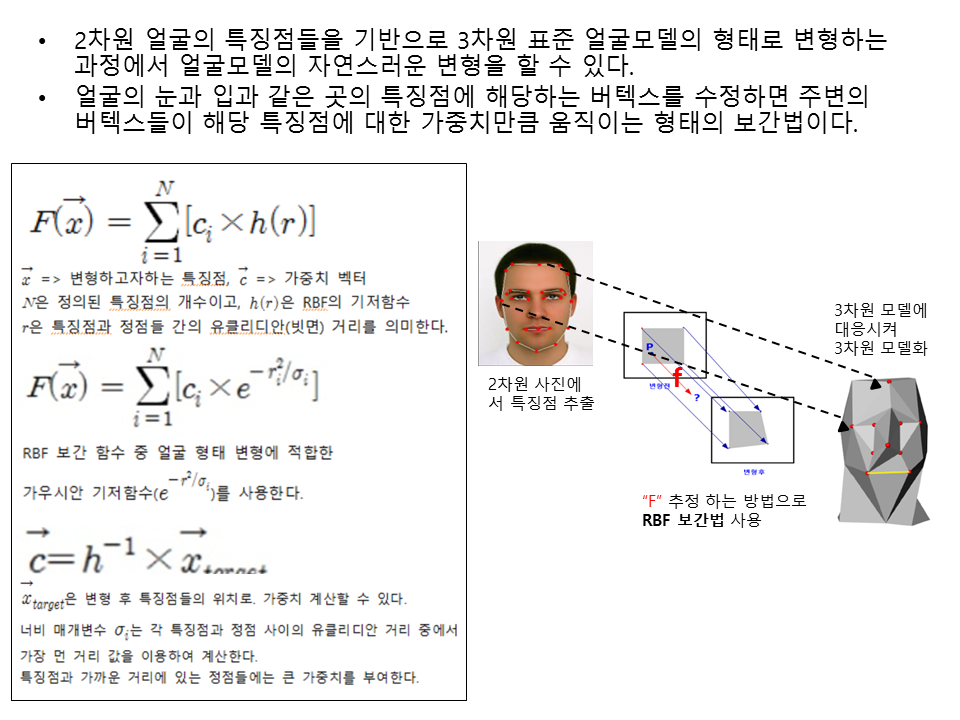 • 2차원 얼굴의 특징점들을 기반으로 3차원 표준 얼굴모델의 형태로 변형하는
과정에서 얼굴모델의 자연스러운 변형을 할 수 있다.
• 얼굴의 눈과 입과 같은 곳의 특징점에 해당하는 버텍스를 수정하면 주변의
버텍스들이 해당 특징점에 대한 가중치만큼 움직이는 형태의 보간법이다.
F(x⃗) = ∑_{i=1}^{N} [c_i × h(r)]
x⃗ => 변형하고자하는 특징점, c⃗ => 가중치 벡터
N은 정의된 특징점의 개수이고, h(r)은 RBF의 기저함수
r은 특징점과 정점들 간의 유클리디안(빗면) 거리를 의미한다.
F(x⃗) = ∑_{i=1}^{N} [c_i × e^{-r_i^2/σ_i}]
RBF 보간 함수 중 얼굴 형태 변형에 적합한
가우시안 기저함수(e^{-r^2/σ_i})를 사용한다.
c⃗ = h^{-1} × x⃗_{target}
x⃗_{target}은 변형 후 특징점들의 위치로. 가중치 계산할 수 있다.
너비 매개변수 σ_i는 각 특징점과 정점 사이의 유클리디안 거리 중에서
가장 먼 거리 값을 이용하여 계산한다.
특징점과 가까운 거리에 있는 정점들에는 큰 가중치를 부여한다.
2차원 사진에
서 특징점 추출
P
f
변형전
?
변형후
"F" 추정 하는 방법으로
RBF 보간법 사용
3차원 모델에
대응시켜
3차원 모델화